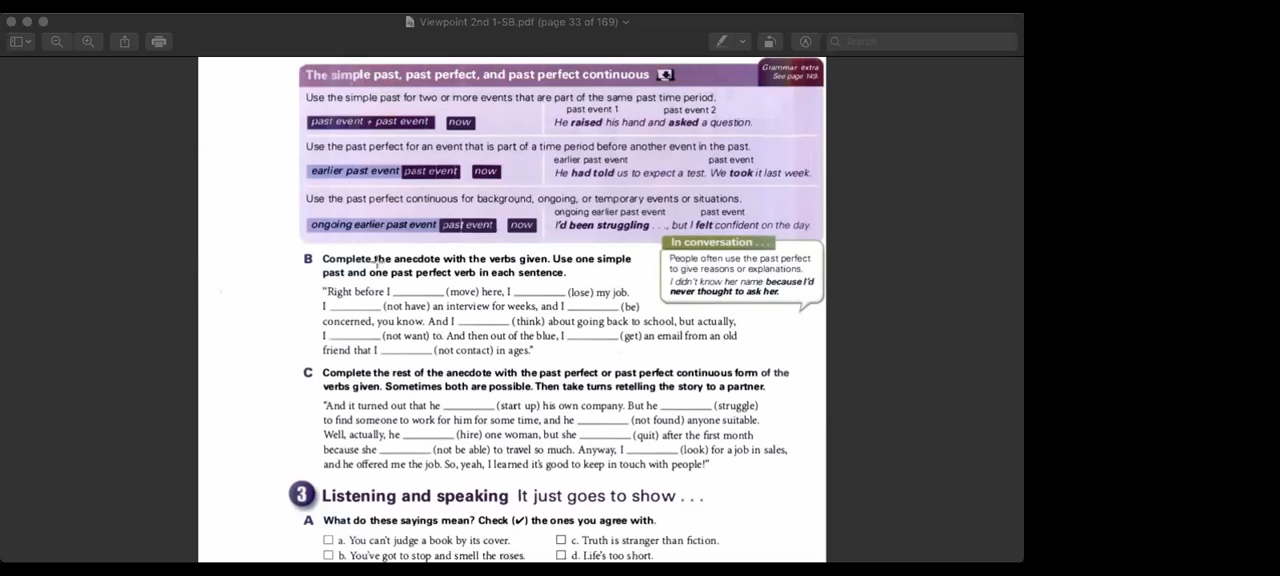 Viewpoint 2nd 1-SB.pdf (page 33 of 169)
Search
The simple past, past perfect, and past perfect continuous
Grammar extra
See page 149.
Use the simple past for two or more events that are part of the same past time period.
past event 1 past event 2
past event + past event now He raised his hand and asked a question.
Use the past perfect for an event that is part of a time period before another event in the past.
earlier past event past event
earlier past event past event now He had told us to expect a test. We took it last week.
Use the past perfect continuous for background, ongoing, or temporary events or situations.
ongoing earlier past event past event
ongoing earlier past event past event now I'd been struggling . . ., but I felt confident on the day.
In conversation . . .
People often use the past perfect
to give reasons or explanations.
I didn't know her name because I'd
never thought to ask her.
B Complete the anecdote with the verbs given. Use one simple
past and one past perfect verb in each sentence.
"Right before I ________ (move) here, I ________ (lose) my job.
I ________ (not have) an interview for weeks, and I ________ (be)
concerned, you know. And I ________ (think) about going back to school, but actually,
I ________ (not want) to. And then out of the blue, I ________ (get) an email from an old
friend that I ________ (not contact) in ages."
C Complete the rest of the anecdote with the past perfect or past perfect continuous form of the
verbs given. Sometimes both are possible. Then take turns retelling the story to a partner.
"And it turned out that he ________ (start up) his own company. But he ________ (struggle)
to find someone to work for him for some time, and he ________ (not found) anyone suitable.
Well, actually, he ________ (hire) one woman, but she ________ (quit) after the first month
because she ________ (not be able) to travel so much. Anyway, I ________ (look) for a job in sales,
and he offered me the job. So, yeah, I learned it's good to keep in touch with people!"
3 Listening and speaking It just goes to show . . .
A What do these sayings mean? Check (✔) the ones you agree with.
☐ a. You can't judge a book by its cover. ☐ c. Truth is stranger than fiction.
☐ b. You've got to stop and smell the roses. ☐ d. Life's too short.